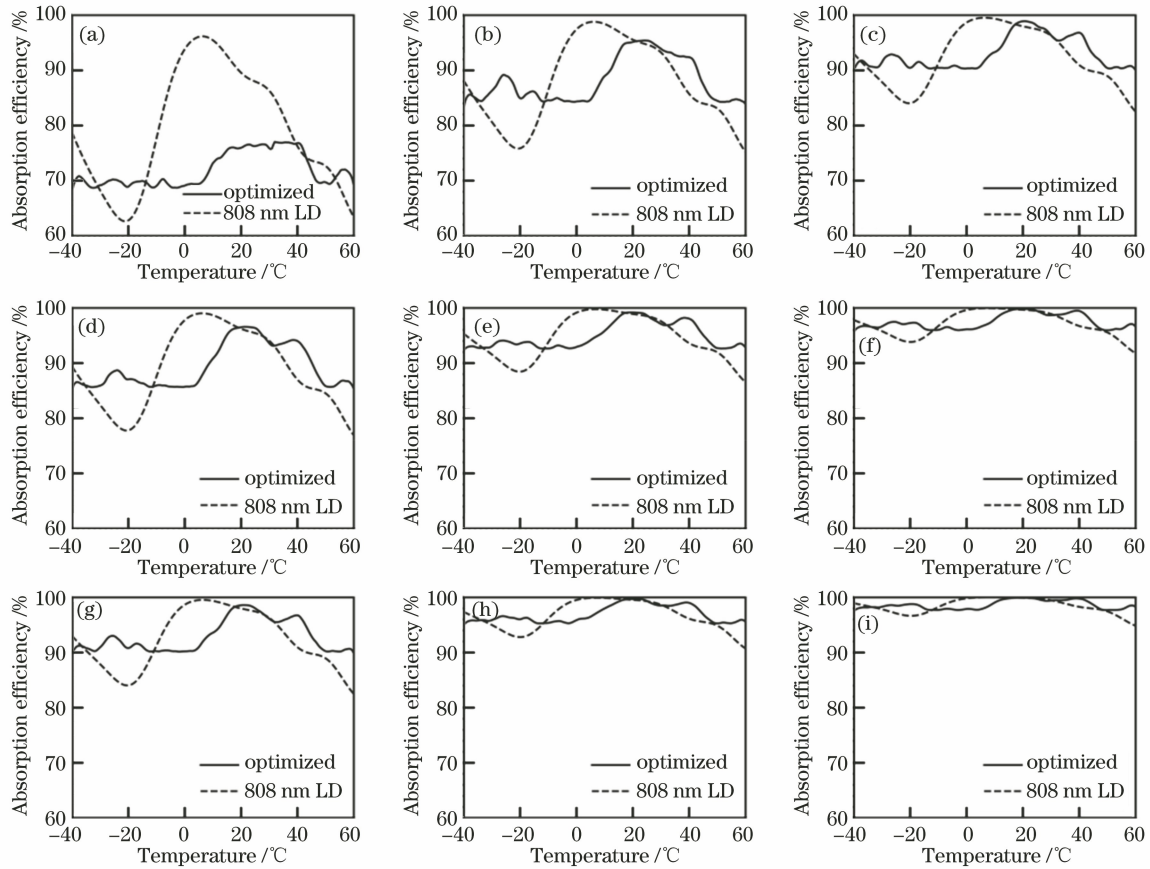 Absorption efficiency /%
100
90
80
70
60
(a)
optimized
808 nm LD
−40 −20 0 20 40 60
Temperature /℃
Absorption efficiency /%
100
90
80
70
60
(b)
optimized
808 nm LD
−40 −20 0 20 40 60
Temperature /℃
Absorption efficiency /%
100
90
80
70
60
(c)
optimized
808 nm LD
−40 −20 0 20 40 60
Temperature /℃
Absorption efficiency /%
100
90
80
70
60
(d)
optimized
808 nm LD
−40 −20 0 20 40 60
Temperature /℃
Absorption efficiency /%
100
90
80
70
60
(e)
optimized
808 nm LD
−40 −20 0 20 40 60
Temperature /℃
Absorption efficiency /%
100
90
80
70
60
(f)
optimized
808 nm LD
−40 −20 0 20 40 60
Temperature /℃
Absorption efficiency /%
100
90
80
70
60
(g)
optimized
808 nm LD
−40 −20 0 20 40 60
Temperature /℃
Absorption efficiency /%
100
90
80
70
60
(h)
optimized
808 nm LD
−40 −20 0 20 40 60
Temperature /℃
Absorption efficiency /%
100
90
80
70
60
(i)
optimized
808 nm LD
−40 −20 0 20 40 60
Temperature /℃